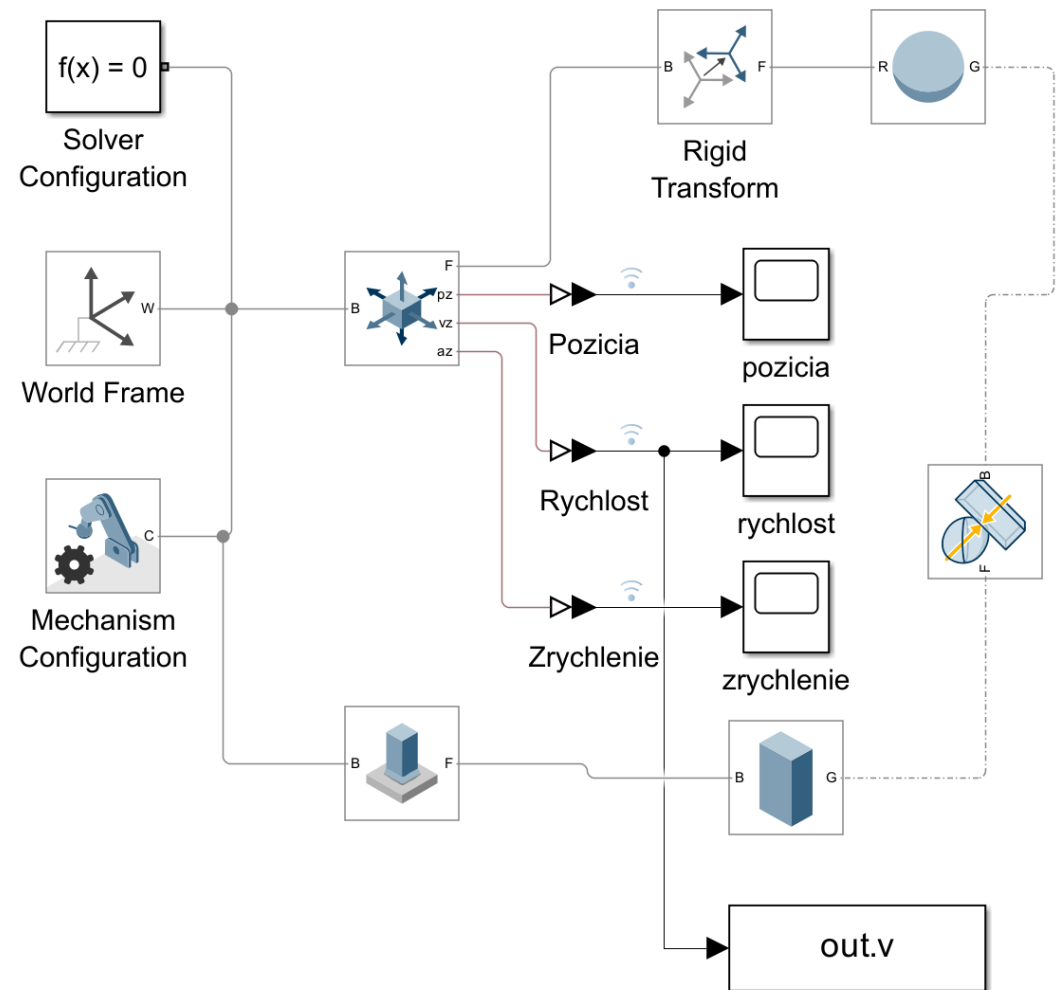 f(x) = 0
Solver
Configuration
B
F
R
G
Rigid
Transform
W
World Frame
B
F
pz
vz
az
Pozicia
pozicia
Rychlost
rychlost
B
F
C
Mechanism
Configuration
Zrychlenie
zrychlenie
B
F
B
G
out.v